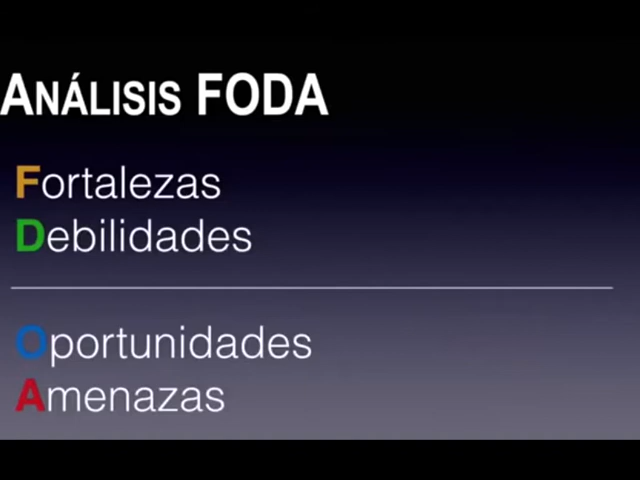 ANÁLISIS FODA
Fortalezas
Debilidades
Oportunidades
Amenazas